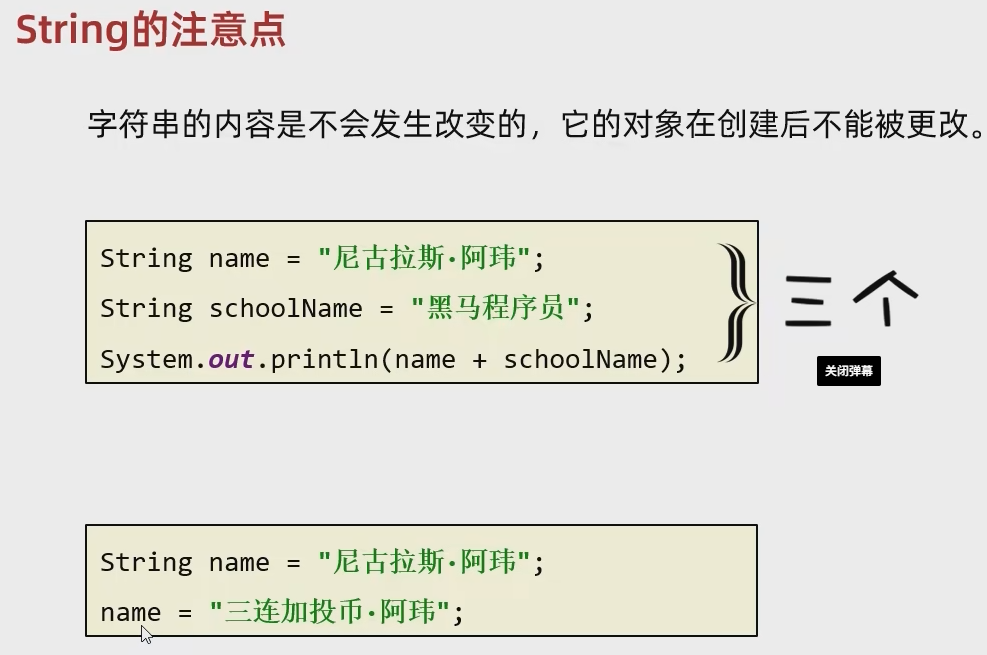 String的注意点
字符串的内容是不会发生改变的，它的对象在创建后不能被更改。
String name = "尼古拉斯·阿玮";
String schoolName = "黑马程序员";
System.out.println(name + schoolName);
三个
关闭弹幕
String name = "尼古拉斯·阿玮";
name = "三连加投币·阿玮";